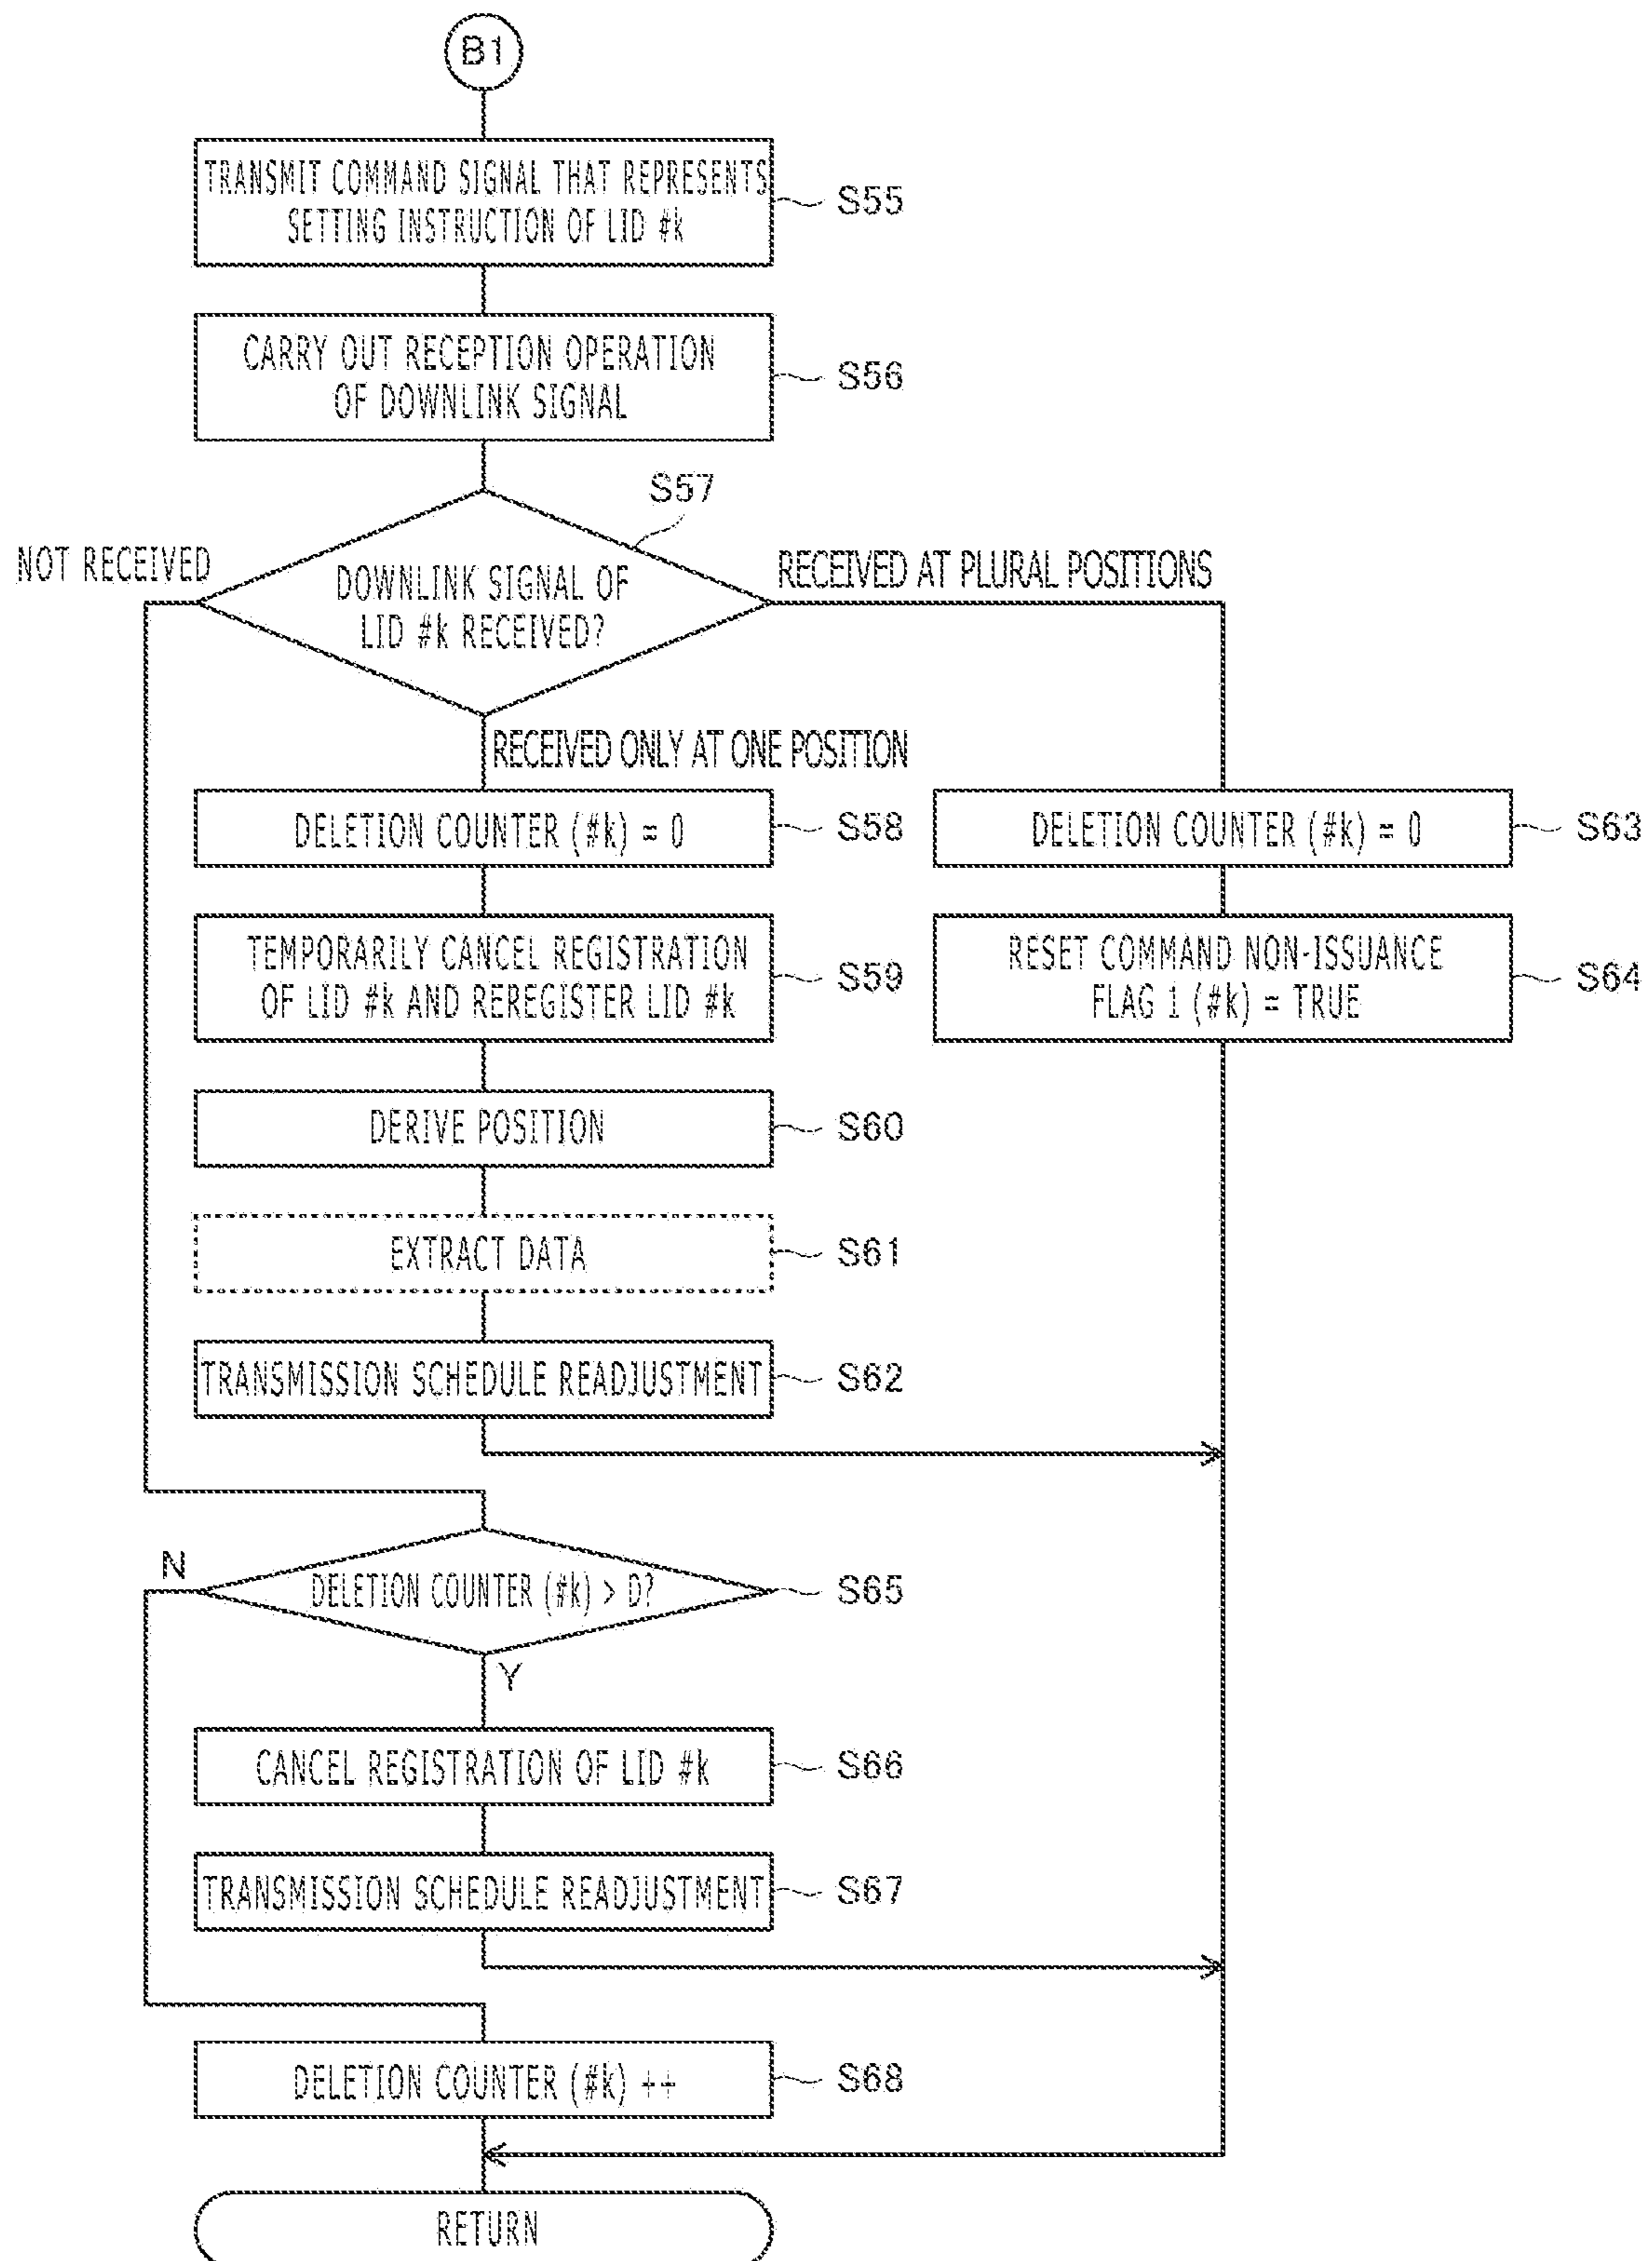 B1
TRANSMIT COMMAND SIGNAL THAT REPRESENTS
SETTING INSTRUCTION OF LID #k
S55
CARRY OUT RECEPTION OPERATION
OF DOWNLINK SIGNAL
S56
S57
NOT RECEIVED
DOWNLINK SIGNAL OF
LID #k RECEIVED?
RECEIVED AT PLURAL POSITIONS
RECEIVED ONLY AT ONE POSITION
DELETION COUNTER (#k) = 0
S58
DELETION COUNTER (#k) = 0
S63
TEMPORARILY CANCEL REGISTRATION
OF LID #k AND REREGISTER LID #k
S59
RESET COMMAND NON-ISSUANCE
FLAG 1 (#k) = TRUE
S64
DERIVE POSITION
S60
EXTRACT DATA
S61
TRANSMISSION SCHEDULE READJUSTMENT
S62
N
DELETION COUNTER (#k) > D?
S65
Y
CANCEL REGISTRATION OF LID #k
S66
TRANSMISSION SCHEDULE READJUSTMENT
S67
DELETION COUNTER (#k) ++
S68
RETURN